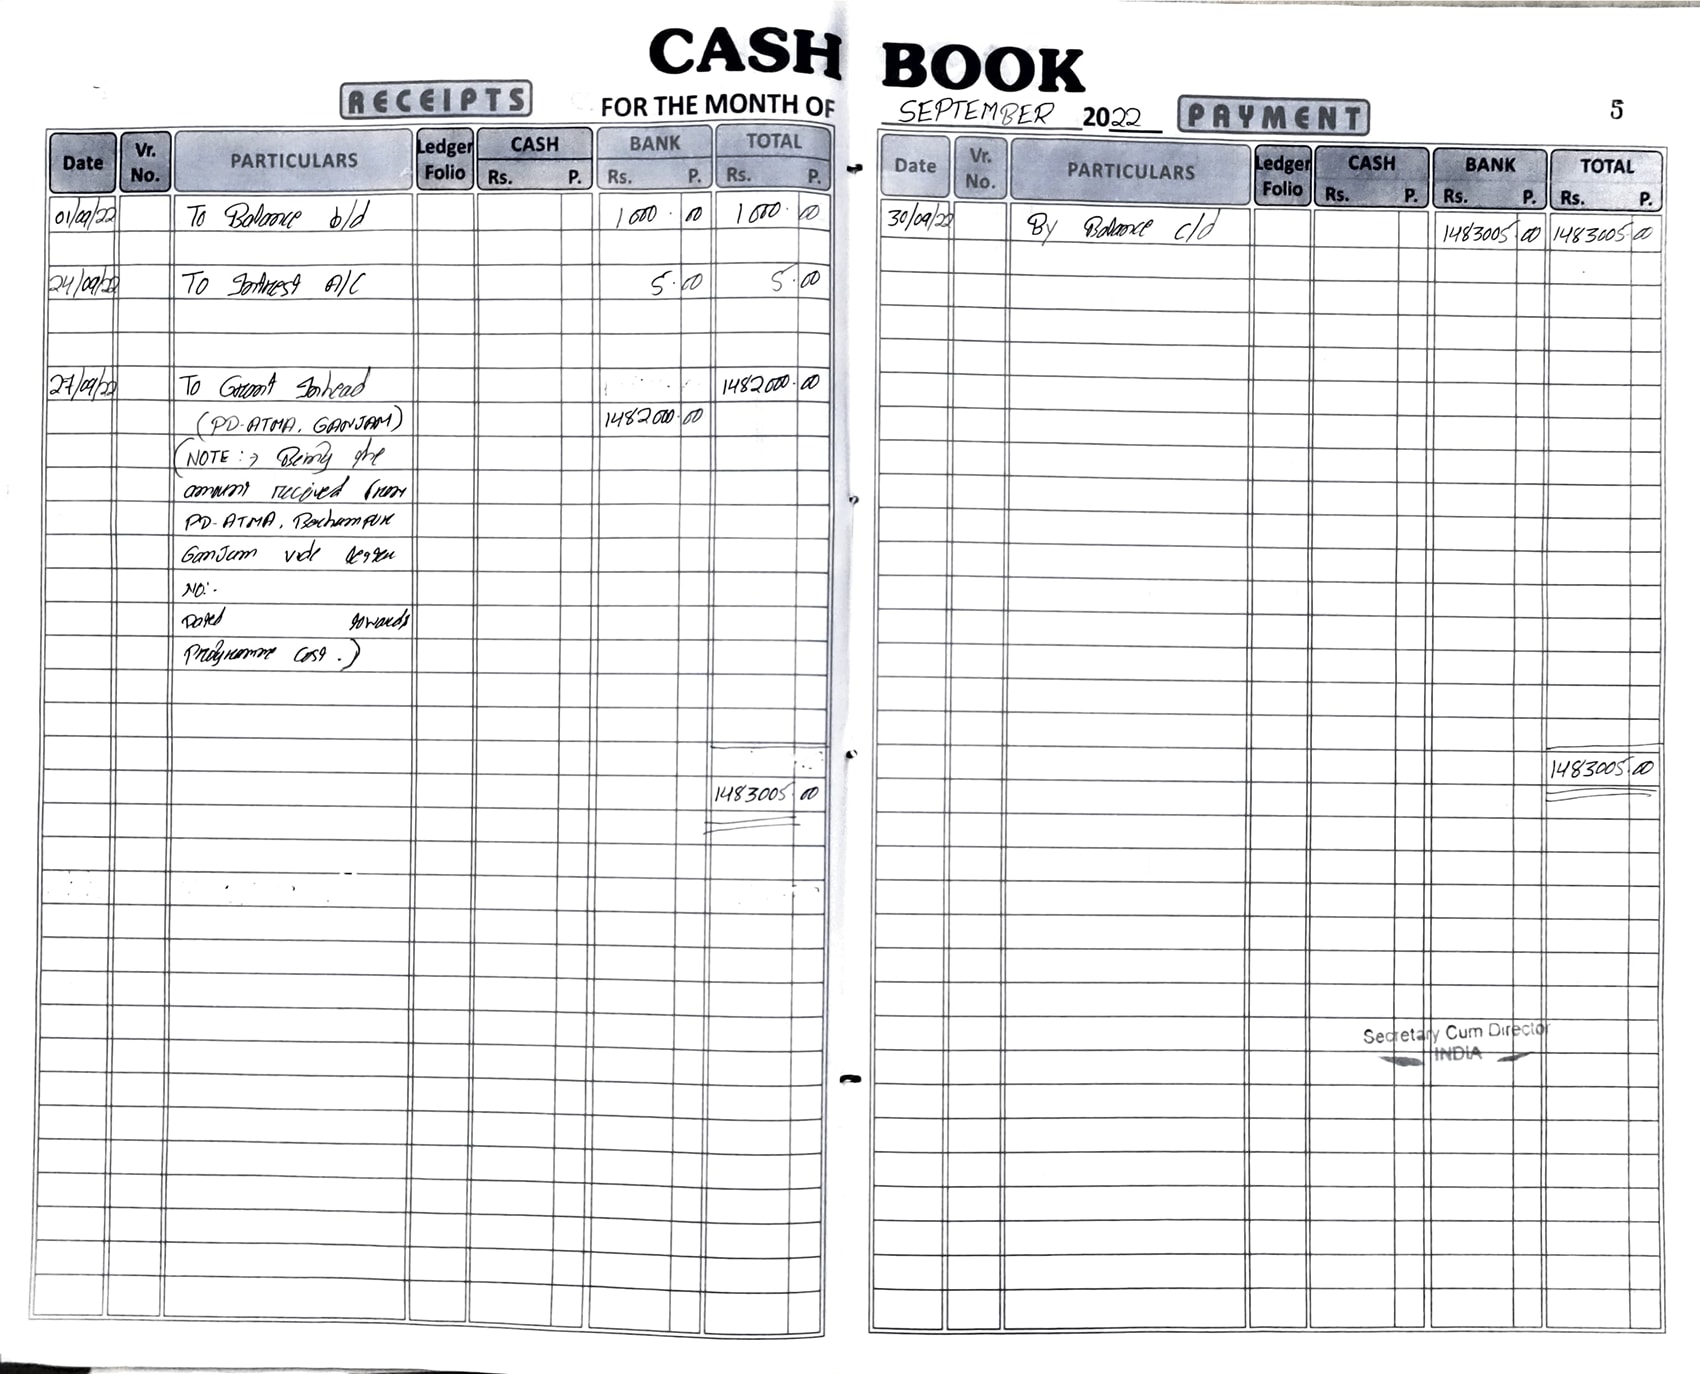 CASH BOOK
RECEIPTS FOR THE MONTH OF SEPTEMBER 2022 PAYMENT 5
Date Vr. No. PARTICULARS Ledger Folio CASH Rs. P. BANK Rs. P. TOTAL Rs. P.
01/09/22 To Balance b/d 1000.00 1000.00
24/09/22 To Intrest A/C 5.00 5.00
27/09/22 To Grant Inhead 1482000.00
(PD-ATMA, GANJAM) 1482000.00
(NOTE :→ Being the
amount recived from
PD-ATMA, Berhampur
Ganjam vide letter
NO:-
Dated towards
Programme Cost.)
1483005.00
Date Vr. No. PARTICULARS Ledger Folio CASH Rs. P. BANK Rs. P. TOTAL Rs. P.
30/09/22 By Balance c/d 1483005.00 1483005.00
1483005.00
Secretary Cum Director
INDIA